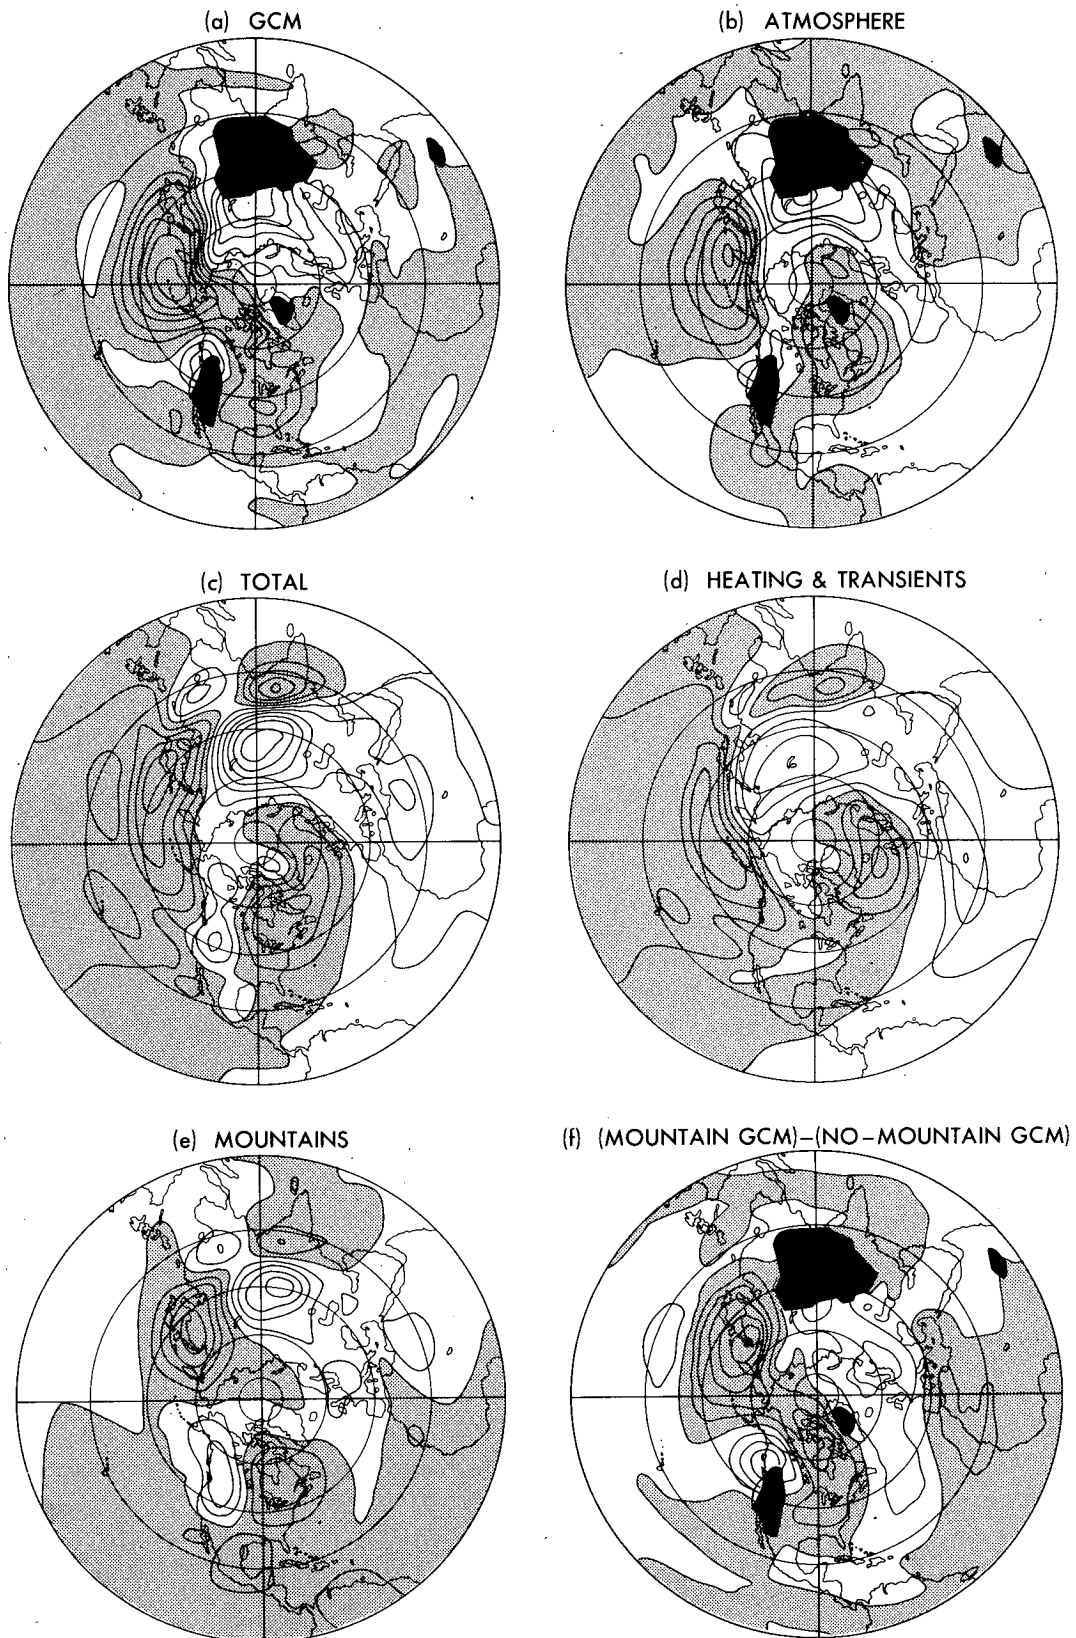 (a) GCM
(b) ATMOSPHERE
(c) TOTAL
(d) HEATING & TRANSIENTS
(e) MOUNTAINS
(f) (MOUNTAIN GCM)-(NO-MOUNTAIN GCM)